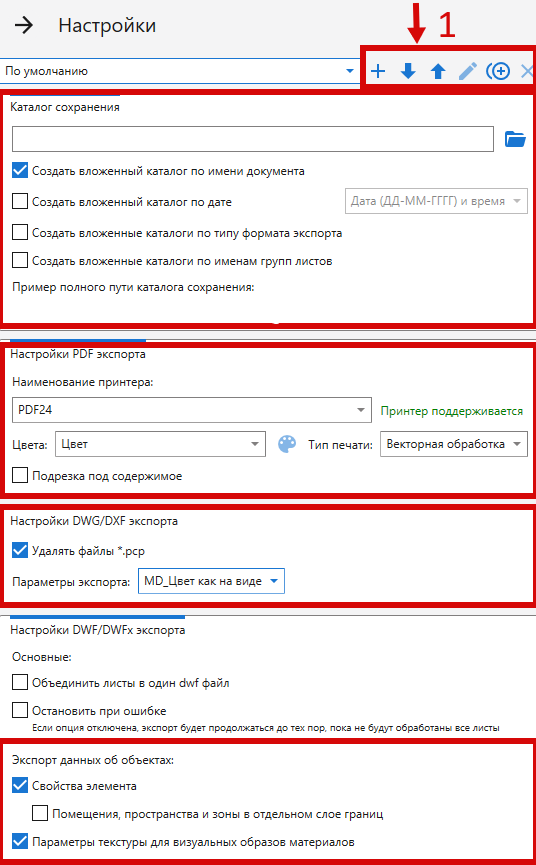 1
Настройки
По умолчанию
Каталог сохранения
Создать вложенный каталог по имени документа
Создать вложенный каталог по дате
Дата (ДД-ММ-ГГГГ) и время
Создать вложенные каталоги по типу формата экспорта
Создать вложенные каталоги по именам групп листов
Пример полного пути каталога сохранения:
Настройки PDF экспорта
Наименование принтера:
PDF24
Принтер поддерживается
Цвета:
Цвет
Тип печати:
Векторная обработка
Подрезка под содержимое
Настройки DWG/DXF экспорта
Удалять файлы *.pcp
Параметры экспорта:
MD_Цвет как на виде
Настройки DWF/DWFx экспорта
Основные:
Объединить листы в один dwf файл
Остановить при ошибке
Если опция отключена, экспорт будет продолжаться до тех пор, пока не будут обработаны все листы
Экспорт данных об объектах:
Свойства элемента
Помещения, пространства и зоны в отдельном слое границ
Параметры текстуры для визуальных образов материалов